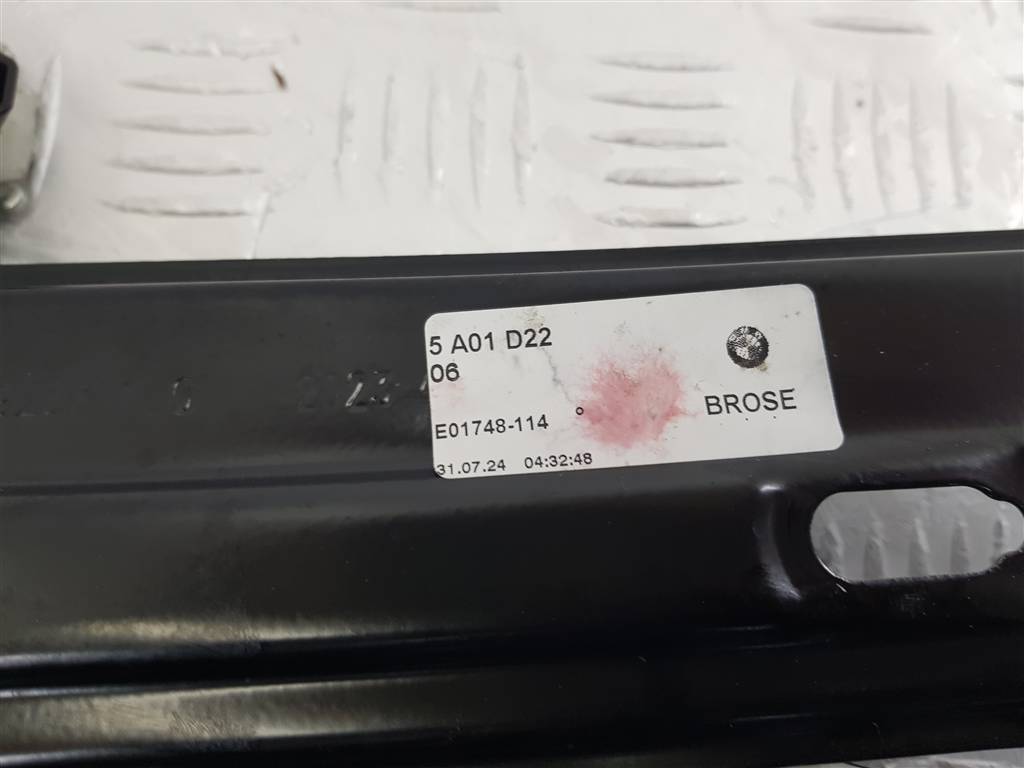 5 A01 D22
06
E01748-114
BROSE
31.07.24 04:32:48